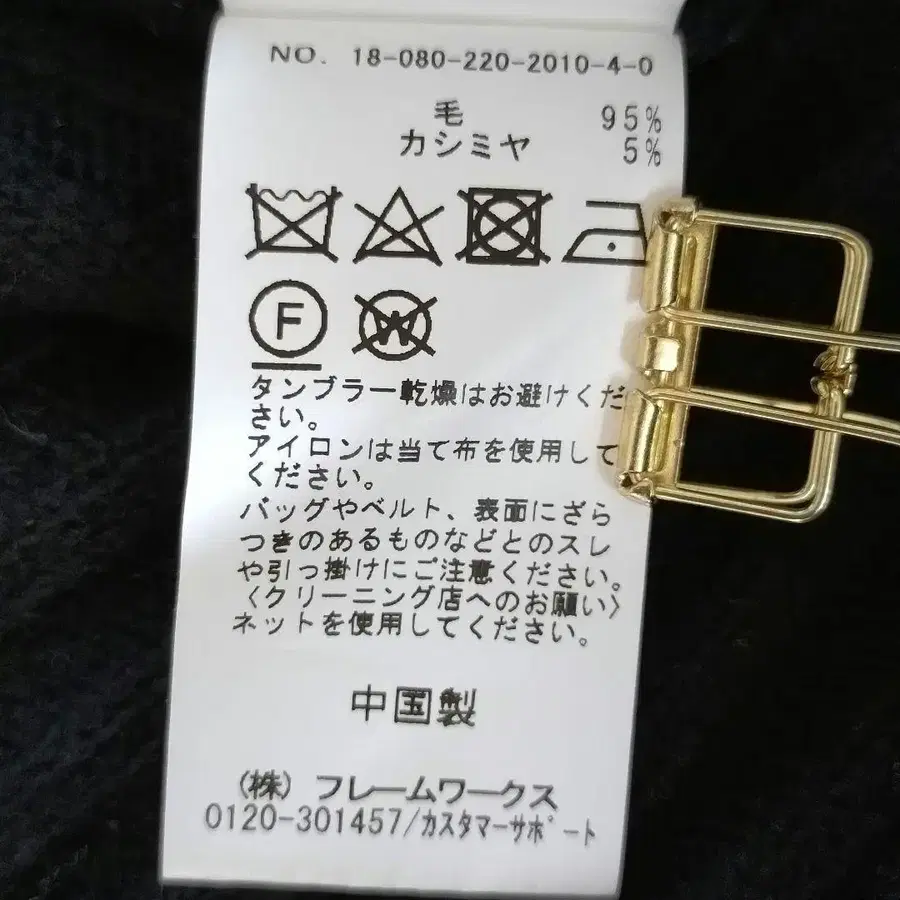 NO. 18-080-220-2010-4-0
毛 95%
カシミヤ 5%
F
W
タンブラー乾燥はお避けくだ
さい。
アイロンは当て布を使用して
ください。
バッグやベルト、表面にざら
つきのあるものなどとのスレ
や引っ掛けにご注意ください。
〈クリーニング店へのお願い〉
ネットを使用してください。
中国製
(株) フレームワークス
0120-301457/カスタマーサポート